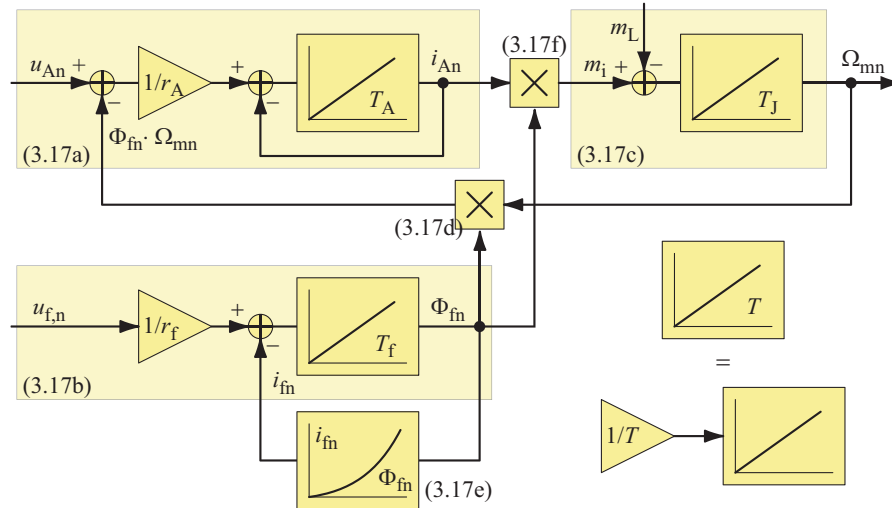 (3.17f)
m_L
u_An + − 1/r_A + − T_A i_An × m_i + − T_J Ω_mn
Φ_fn · Ω_mn
(3.17a)
(3.17c)
×
(3.17d)
u_f,n 1/r_f + − T_f Φ_fn
i_fn
(3.17b)
i_fn Φ_fn
(3.17e)
T
=
1/T